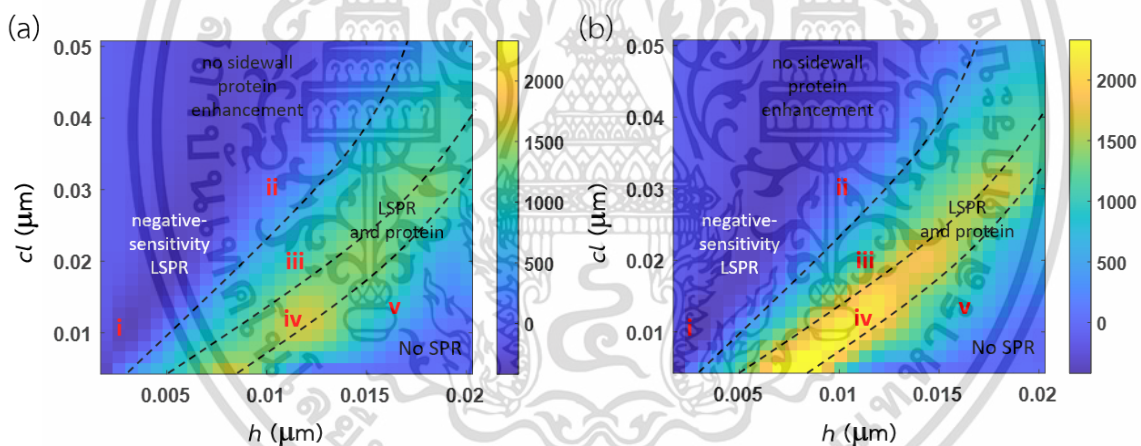 (a)
0.05
0.04
0.03
0.02
0.01
cl (μm)
0.005
0.01
0.015
0.02
h (μm)
no sidewall
protein
enhancement
negative-
sensitivity
LSPR
LSPR
and protein
No SPR
i
ii
iii
iv
v
2000
1500
1000
500
0
(b)
0.05
0.04
0.03
0.02
0.01
cl (μm)
0.005
0.01
0.015
0.02
h (μm)
no sidewall
protein
enhancement
negative-
sensitivity
LSPR
LSPR
and protein
No SPR
i
ii
iii
iv
v
2000
1500
1000
500
0